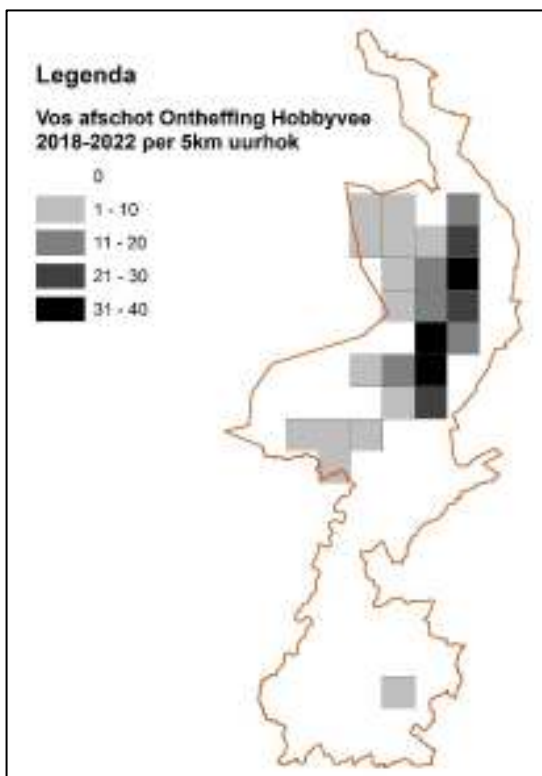 Legenda
Vos afschot Ontheffing Hobbyvee
2018-2022 per 5km uurhok
0
1 - 10
11 - 20
21 - 30
31 - 40